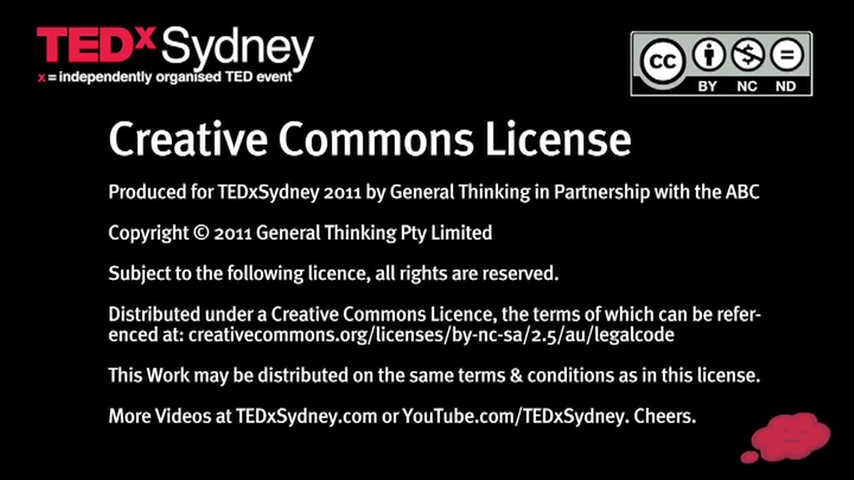 TEDxSydney
x = independently organised TED event
CC
BY NC ND
Creative Commons License
Produced for TEDxSydney 2011 by General Thinking in Partnership with the ABC
Copyright © 2011 General Thinking Pty Limited
Subject to the following licence, all rights are reserved.
Distributed under a Creative Commons Licence, the terms of which can be refer-
enced at: creativecommons.org/licenses/by-nc-sa/2.5/au/legalcode
This Work may be distributed on the same terms & conditions as in this license.
More Videos at TEDxSydney.com or YouTube.com/TEDxSydney. Cheers.